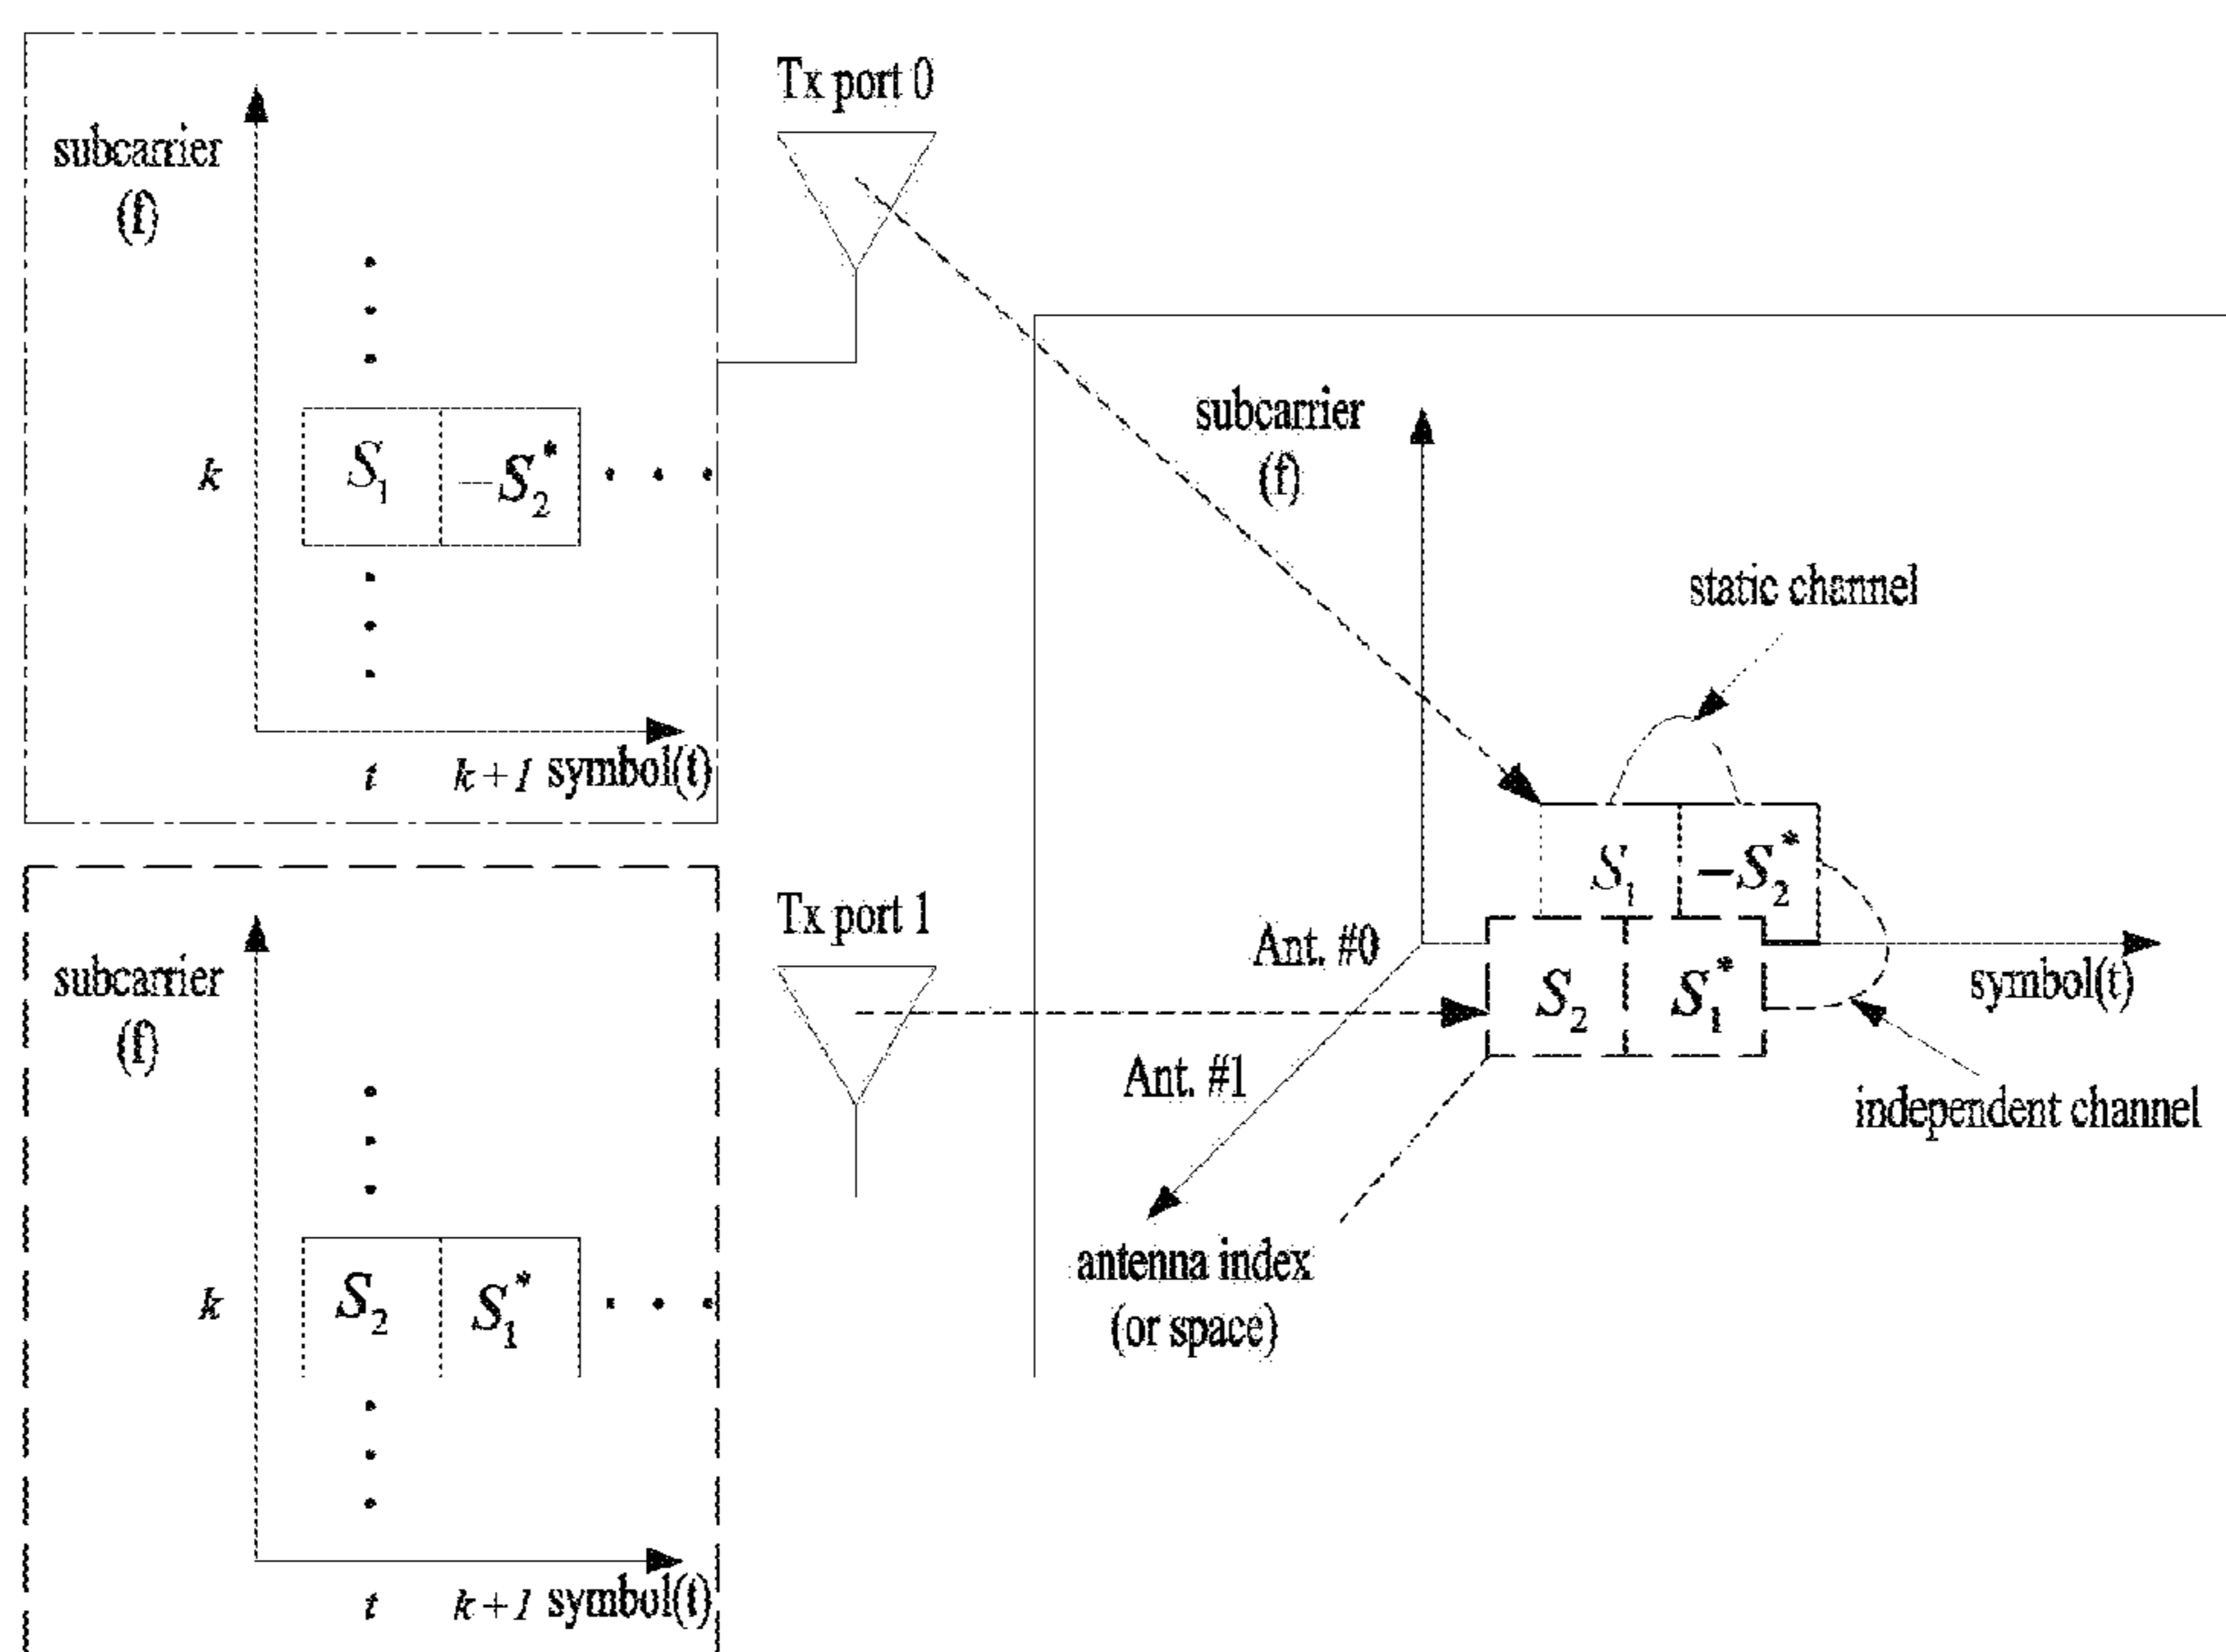 Tx port 0
subcarrier
(f)
k
S₁
−S₂*
t
k+1
symbol(t)
subcarrier
(f)
static channel
S₁
−S₂*
Ant. #0
S₂
S₁*
symbol(t)
Ant. #1
independent channel
antenna index
(or space)
Tx port 1
subcarrier
(f)
k
S₂
S₁*
t
k+1
symbol(t)